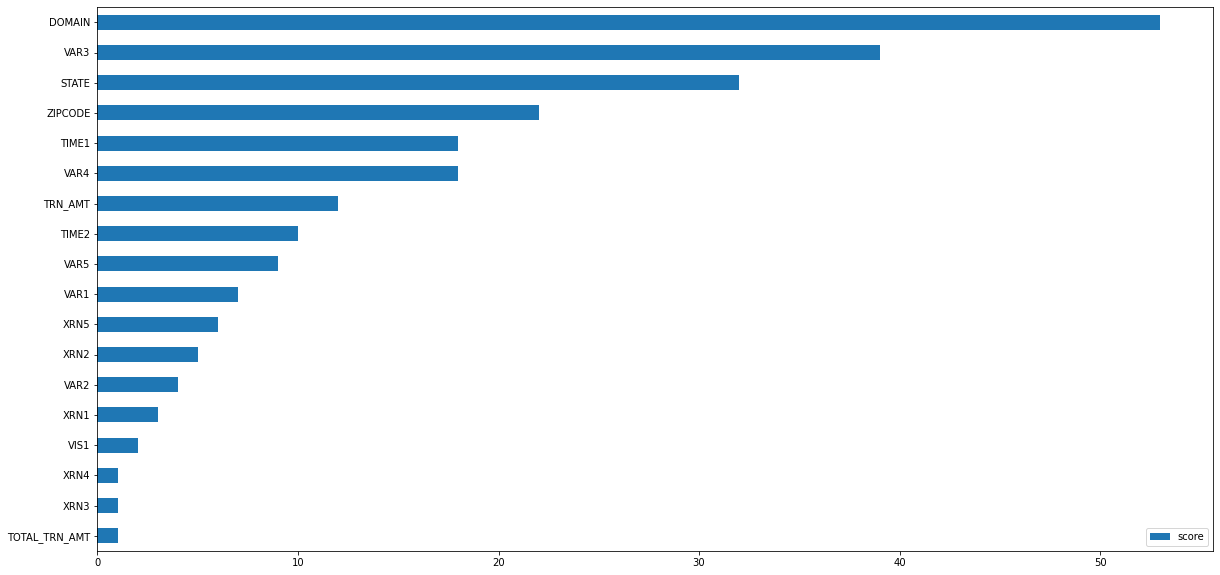 DOMAIN
VAR3
STATE
ZIPCODE
TIME1
VAR4
TRN_AMT
TIME2
VAR5
VAR1
XRN5
XRN2
VAR2
XRN1
VIS1
XRN4
XRN3
TOTAL_TRN_AMT
score
0 10 20 30 40 50